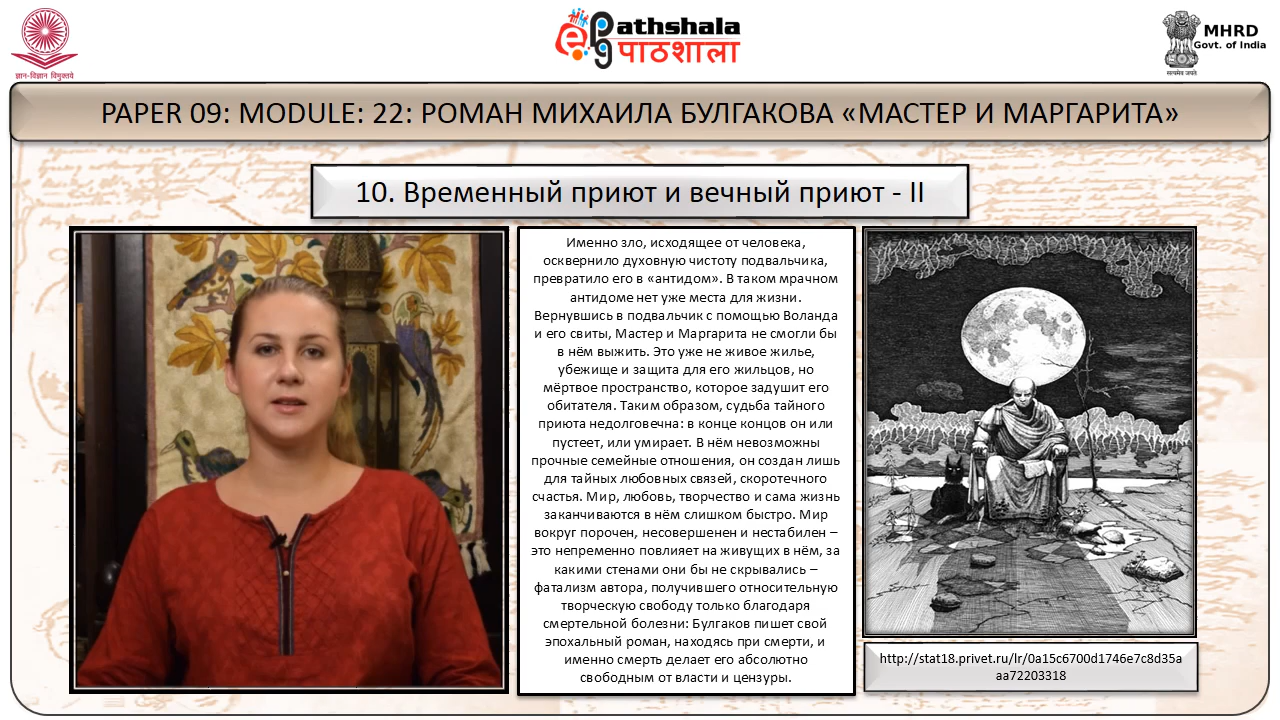 ज्ञान-विज्ञान विमुक्तये
ePg Pathshala
पाठशाला
MHRD
Govt. of India
सत्यमेव जयते
PAPER 09: MODULE: 22: РОМАН МИХАИЛА БУЛГАКОВА «МАСТЕР И МАРГАРИТА»
10. Временный приют и вечный приют - II
Именно зло, исходящее от человека,
осквернило духовную чистоту подвальчика,
превратило его в «антидом». В таком мрачном
антидоме нет уже места для жизни.
Вернувшись в подвальчик с помощью Воланда
и его свиты, Мастер и Маргарита не смогли бы
в нём выжить. Это уже не живое жилье,
убежище и защита для его жильцов, но
мёртвое пространство, которое задушит его
обитателя. Таким образом, судьба тайного
приюта недолговечна: в конце концов он или
пустеет, или умирает. В нём невозможны
прочные семейные отношения, он создан лишь
для тайных любовных связей, скоротечного
счастья. Мир, любовь, творчество и сама жизнь
заканчиваются в нём слишком быстро. Мир
вокруг порочен, несовершенен и нестабилен –
это непременно повлияет на живущих в нём, за
какими стенами они бы не скрывались –
фатализм автора, получившего относительную
творческую свободу только благодаря
смертельной болезни: Булгаков пишет свой
эпохальный роман, находясь при смерти, и
именно смерть делает его абсолютно
свободным от власти и цензуры.
http://stat18.privet.ru/lr/0a15c6700d1746e7c8d35a
aa72203318